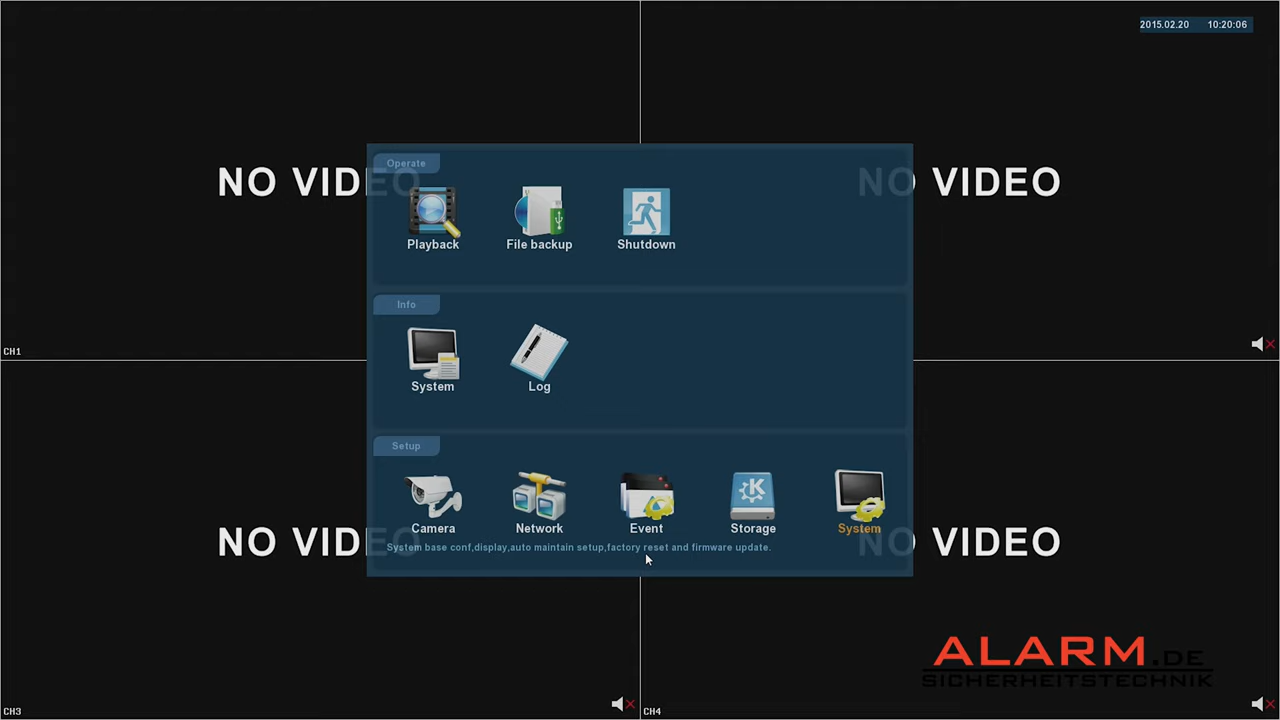 2015.02.20 10:20:06
NO VIDEO
NO VIDEO
Operate
Playback
File backup
Shutdown
Info
CH1
System
Log
Setup
Camera
Network
Event
Storage
System
System base conf,display,auto maintain setup,factory reset and firmware update.
NO VIDEO
NO VIDEO
ALARM.DE
SICHERHEITSTECHNIK
CH3
CH4